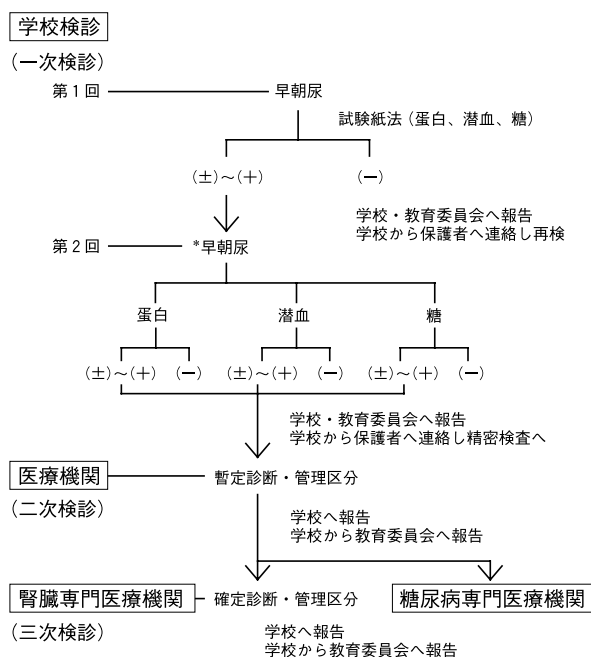 学校検診
(一次検診)
第1回 早朝尿
試験紙法(蛋白、潜血、糖)
(±)~(+) (-)
学校・教育委員会へ報告
学校から保護者へ連絡し再検
第2回 *早朝尿
蛋白 潜血 糖
(±)~(+) (-) (±)~(+) (-) (±)~(+) (-)
学校・教育委員会へ報告
学校から保護者へ連絡し精密検査へ
医療機関 暫定診断・管理区分
(二次検診)
学校へ報告
学校から教育委員会へ報告
腎臓専門医療機関 確定診断・管理区分 糖尿病専門医療機関
(三次検診)
学校へ報告
学校から教育委員会へ報告